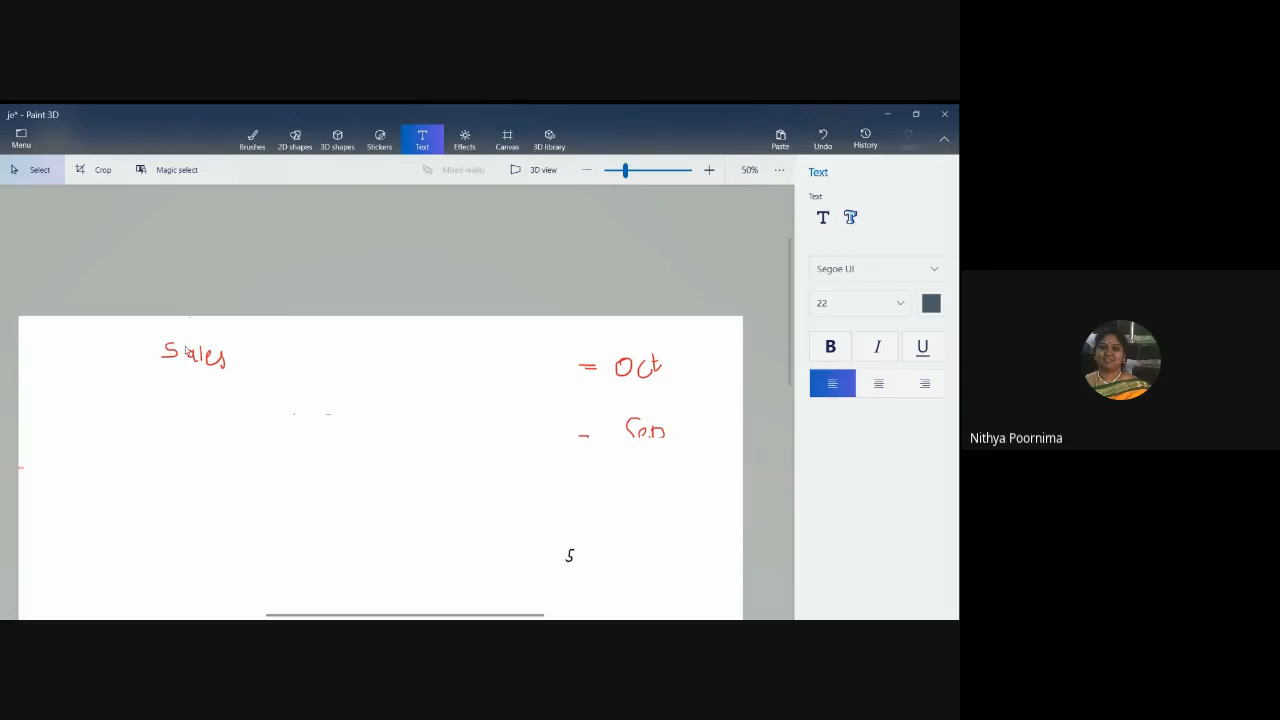 je* - Paint 3D
Menu
Brushes
2D shapes
3D shapes
Stickers
Text
Effects
Canvas
3D library
Paste
Undo
History
Select
Crop
Magic select
Mixed reality
3D view
50%
Text
Text
Segoe UI
22
B I U
Sales
= Oct
5
Nithya Poornima